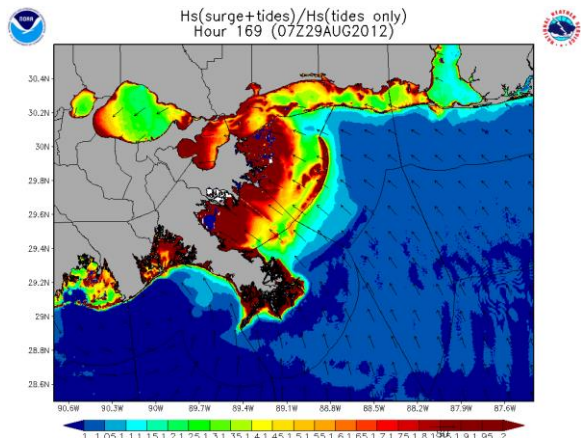 Hs(surge+tides)/Hs(tides only)
Hour 169 (07Z29AUG2012)
NOAA
30.4N
30.2N
30N
29.8N
29.6N
29.4N
29.2N
29N
28.8N
28.6N
90.6W 90.3W 90W 89.7W 89.4W 89.1W 88.8W 88.5W 88.2W 87.9W 87.6W
1 1.05 1.1 1.15 1.2 1.25 1.3 1.35 1.4 1.45 1.5 1.55 1.6 1.65 1.7 1.75 1.8 1.9 1.95 2